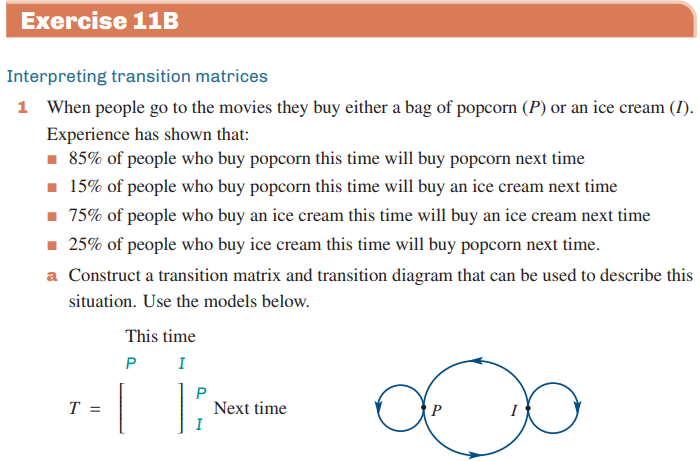 Exercise 11B
Interpreting transition matrices
1 When people go to the movies they buy either a bag of popcorn (P) or an ice cream (I).
Experience has shown that:
■ 85% of people who buy popcorn this time will buy popcorn next time
■ 15% of people who buy popcorn this time will buy an ice cream next time
■ 75% of people who buy an ice cream this time will buy an ice cream next time
■ 25% of people who buy ice cream this time will buy popcorn next time.
a Construct a transition matrix and transition diagram that can be used to describe this
situation. Use the models below.
This time
P I
T = [ ] P
I Next time
P I